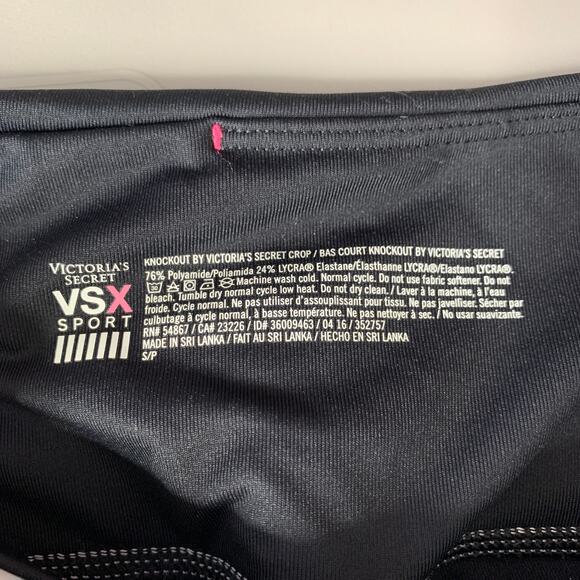 VICTORIA'S
SECRET
VSX
SPORT
KNOCKOUT BY VICTORIA'S SECRET CROP / BAS COURT KNOCKOUT BY VICTORIA'S SECRET
76% Polyamide/Poliamida 24% LYCRA® Elastane/Élasthanne LYCRA®/Elastano LYCRA®.
Machine wash cold. Normal cycle. Do not use fabric softener. Do not
bleach. Tumble dry normal cycle low heat. Do not dry clean. / Laver à la machine, à l'eau
froide. Cycle normal. Ne pas utiliser d'assouplissant pour tissu. Ne pas javelliser. Sécher par
culbutage à cycle normal, à basse température. Ne pas nettoyer à sec. / No usar suavizante.
RN# 54867 / CA# 23226 / ID# 36009463 / 04 16 / 352757
MADE IN SRI LANKA / FAIT AU SRI LANKA / HECHO EN SRI LANKA
S/P